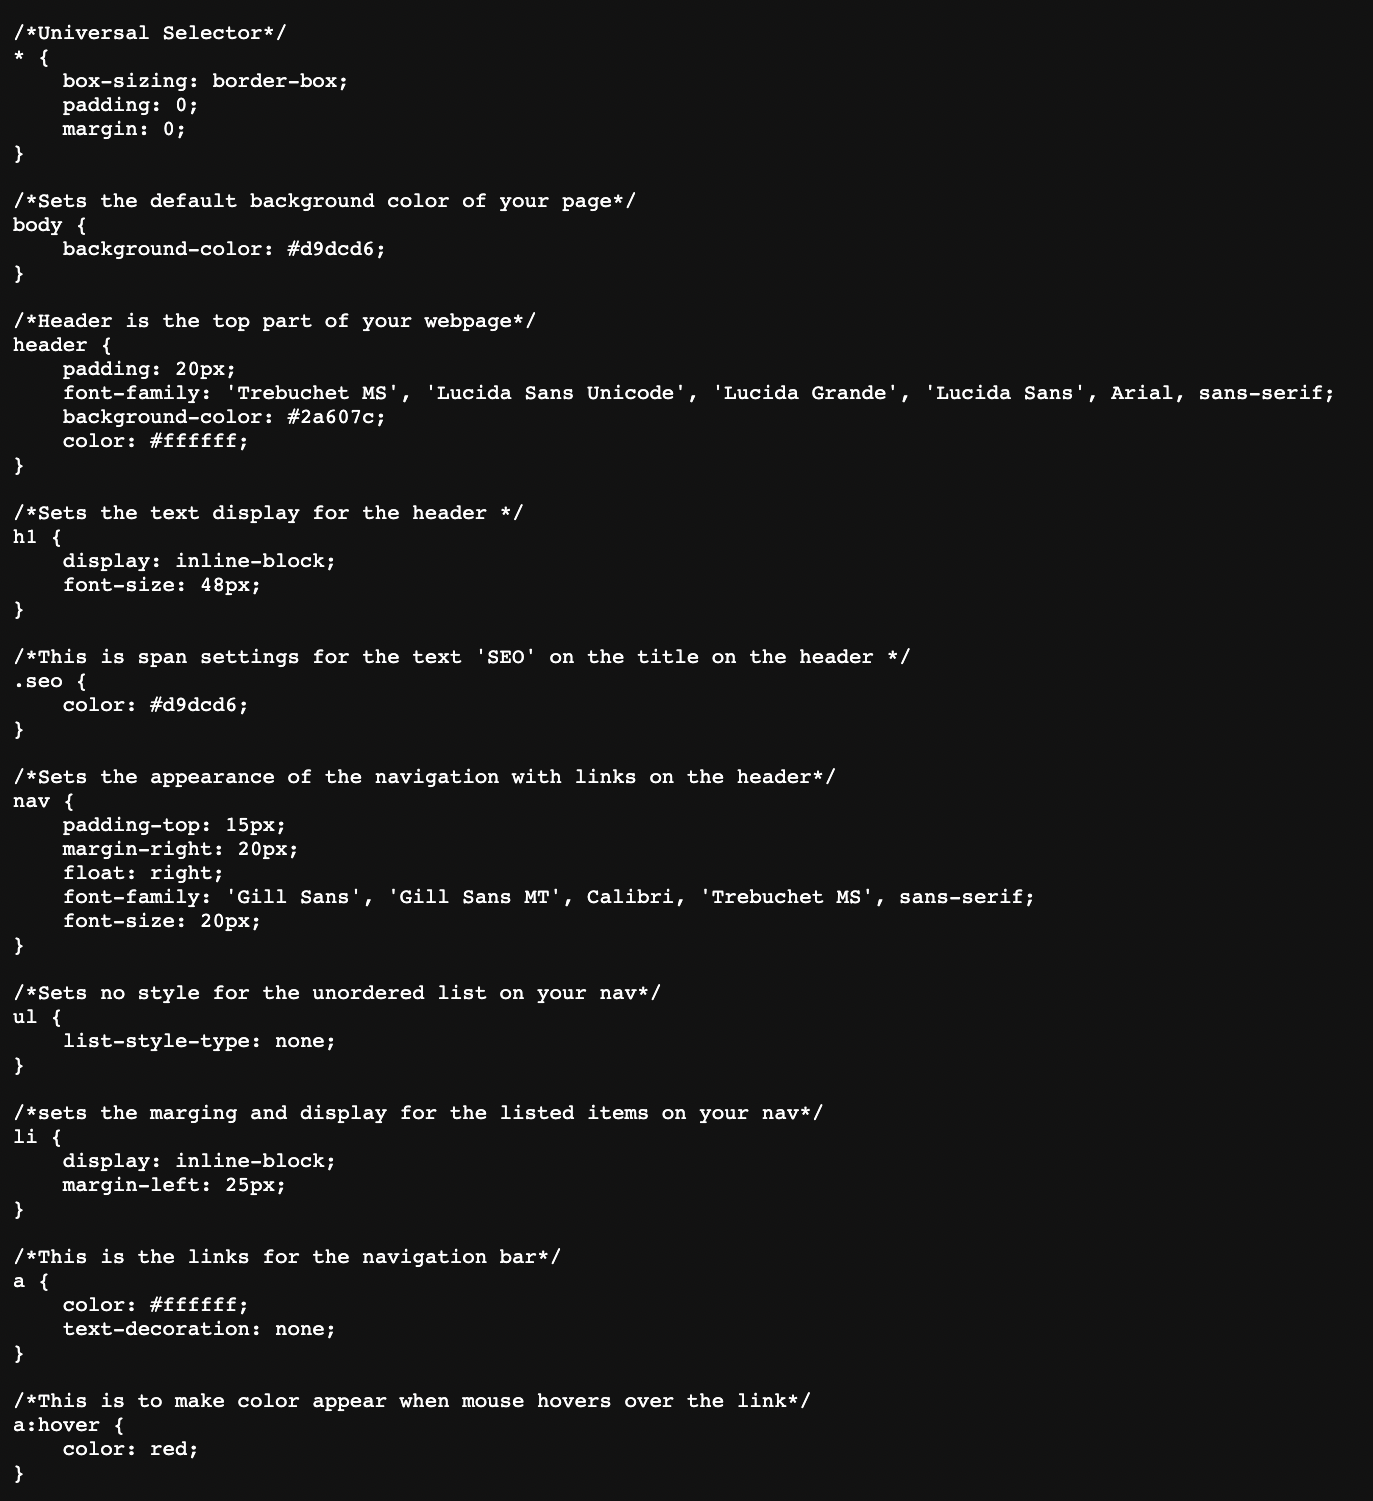 /*Universal Selector*/
* {
    box-sizing: border-box;
    padding: 0;
    margin: 0;
}

/*Sets the default background color of your page*/
body {
    background-color: #d9dcd6;
}

/*Header is the top part of your webpage*/
header {
    padding: 20px;
    font-family: 'Trebuchet MS', 'Lucida Sans Unicode', 'Lucida Grande', 'Lucida Sans', Arial, sans-serif;
    background-color: #2a607c;
    color: #ffffff;
}

/*Sets the text display for the header */
h1 {
    display: inline-block;
    font-size: 48px;
}

/*This is span settings for the text 'SEO' on the title on the header */
.seo {
    color: #d9dcd6;
}

/*Sets the appearance of the navigation with links on the header*/
nav {
    padding-top: 15px;
    margin-right: 20px;
    float: right;
    font-family: 'Gill Sans', 'Gill Sans MT', Calibri, 'Trebuchet MS', sans-serif;
    font-size: 20px;
}

/*Sets no style for the unordered list on your nav*/
ul {
    list-style-type: none;
}

/*sets the marging and display for the listed items on your nav*/
li {
    display: inline-block;
    margin-left: 25px;
}

/*This is the links for the navigation bar*/
a {
    color: #ffffff;
    text-decoration: none;
}

/*This is to make color appear when mouse hovers over the link*/
a:hover {
    color: red;
}